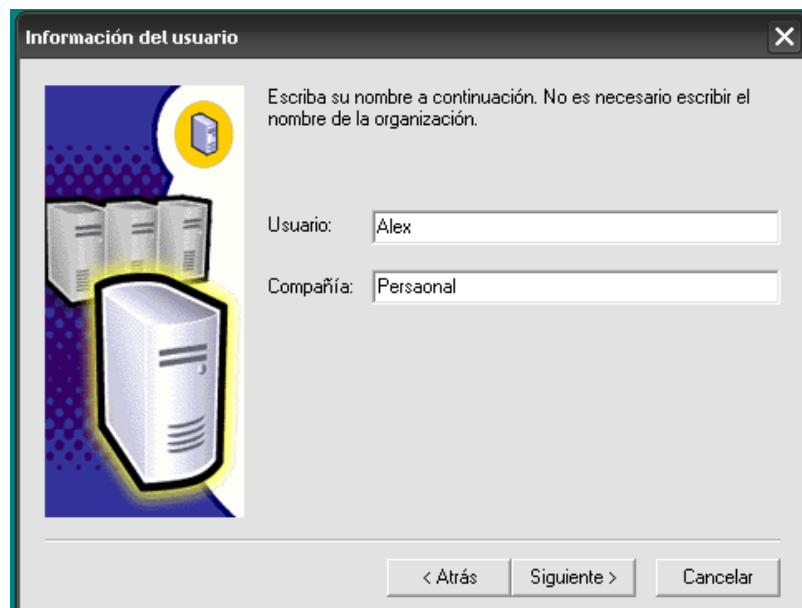 Información del usuario
Escriba su nombre a continuación. No es necesario escribir el
nombre de la organización.
Usuario: Alex
Compañía: Persaonal
< Atrás Siguiente > Cancelar